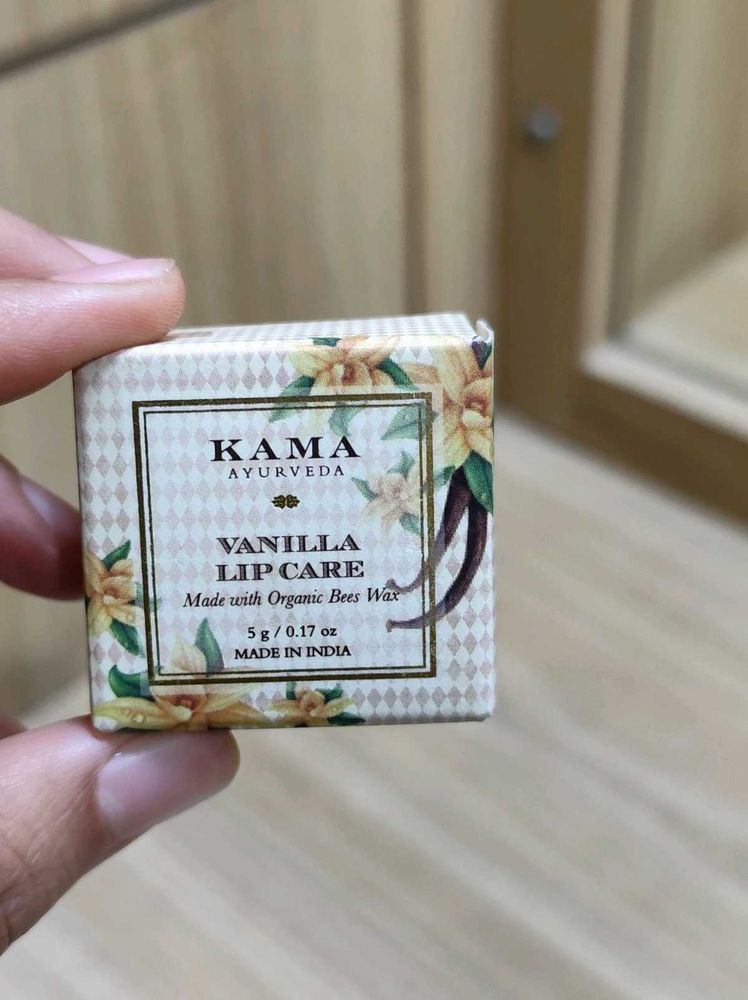 KAMA
AYURVEDA
VANILLA
LIP CARE
Made with Organic Bees Wax
5 g / 0.17 oz
MADE IN INDIA